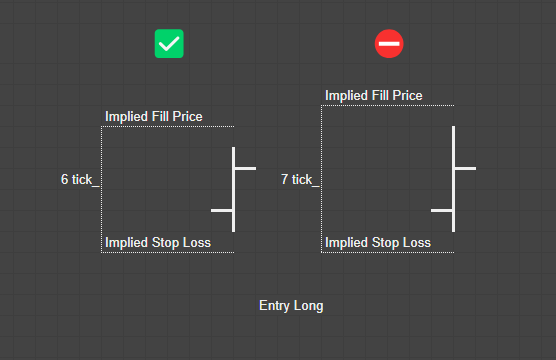 Implied Fill Price
Implied Fill Price
6 tick_
7 tick_
Implied Stop Loss
Implied Stop Loss
Entry Long